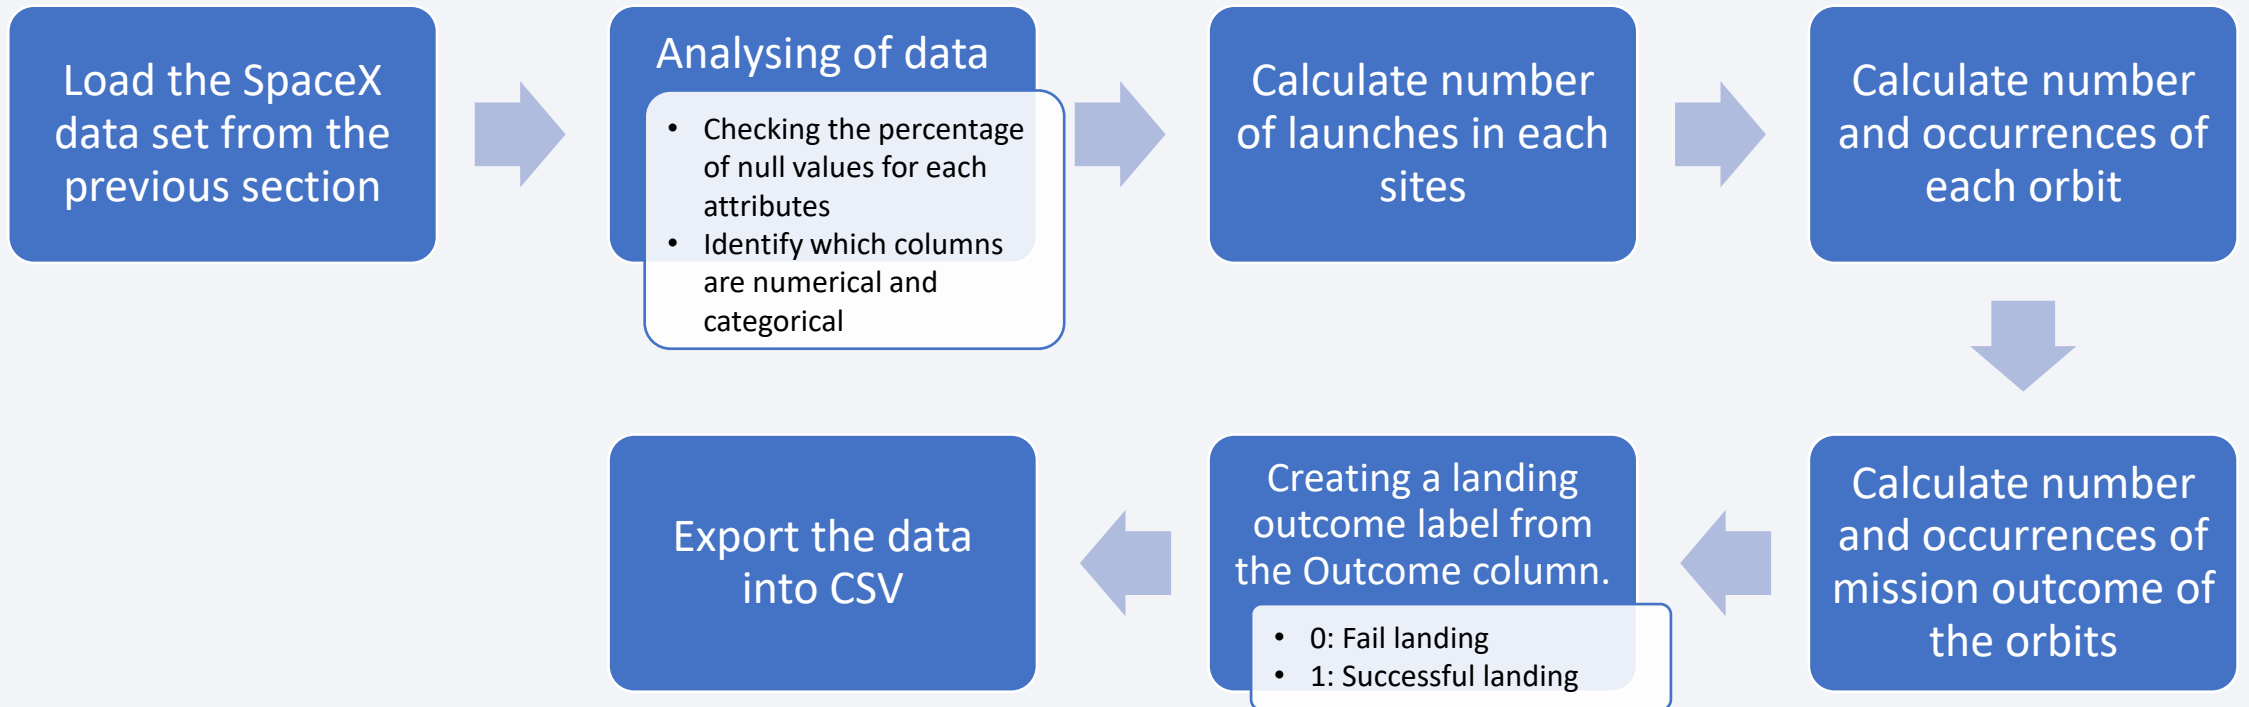 Load the SpaceX
data set from the
previous section
Analysing of data
• Checking the percentage
of null values for each
attributes
• Identify which columns
are numerical and
categorical
Calculate number
of launches in each
sites
Calculate number
and occurrences of
each orbit
Calculate number
and occurrences of
mission outcome of
the orbits
Creating a landing
outcome label from
the Outcome column.
• 0: Fail landing
• 1: Successful landing
Export the data
into CSV